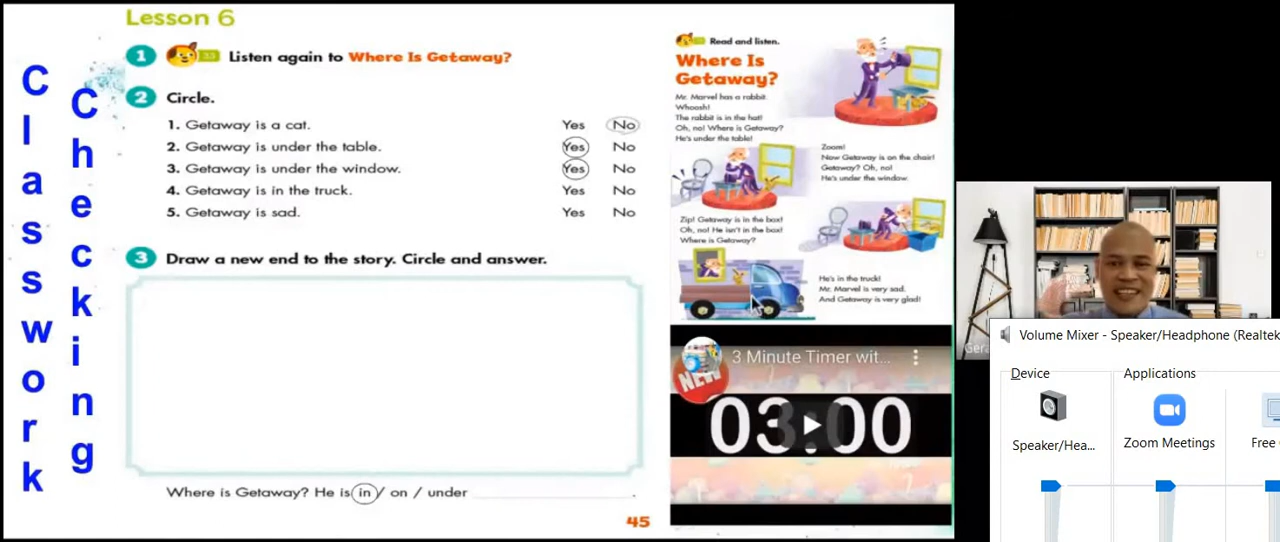 Classwork
Checking
Lesson 6
1 Listen again to Where Is Getaway?
2 Circle.
1. Getaway is a cat. Yes No
2. Getaway is under the table. Yes No
3. Getaway is under the window. Yes No
4. Getaway is in the truck. Yes No
5. Getaway is sad. Yes No
3 Draw a new end to the story. Circle and answer.
Where is Getaway? He is in / on / under .
45
Read and listen.
Where Is
Getaway?
Mr. Marvel has a rabbit.
Whoosh!
The rabbit is in the hat!
Oh, no! Where is Getaway?
He's under the table!
Zoom!
Now Getaway is on the chair!
Getaway? Oh, no!
He's under the window.
Zip! Getaway is in the box!
Oh, no! He isn't in the box!
Where is Getaway?
He's in the truck!
Mr. Marvel is very sad.
And Getaway is very glad!
NEW
3 Minute Timer wit...
03:00
Volume Mixer - Speaker/Headphone (Realtek
Device
Applications
Speaker/Hea...
Zoom Meetings
Free